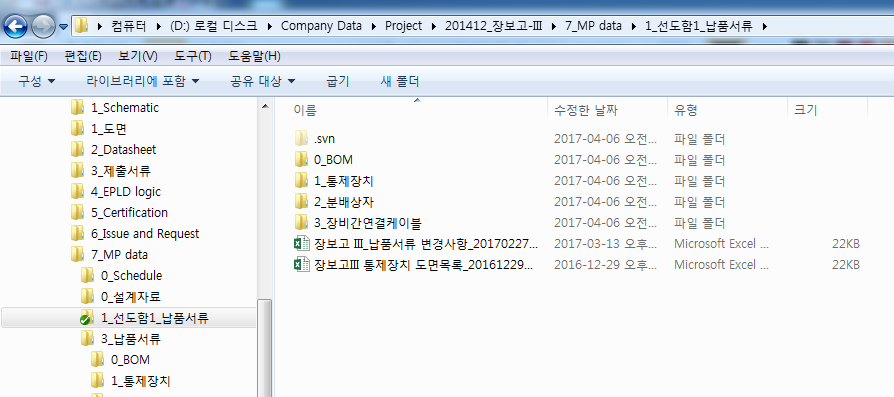 컴퓨터 ▸ (D:) 로컬 디스크 ▸ Company Data ▸ Project ▸ 201412_장보고-Ⅲ ▸ 7_MP data ▸ 1_선도함1_납품서류 ▸
파일(F) 편집(E) 보기(V) 도구(T) 도움말(H)
구성 라이브러리에 포함 공유 대상 굽기 새 폴더
1_Schematic
1_도면
2_Datasheet
3_제출서류
4_EPLD logic
5_Certification
6_Issue and Request
7_MP data
0_Schedule
0_설계자료
1_선도함1_납품서류
3_납품서류
0_BOM
1_통제장치
이름 수정한 날짜 유형 크기
.svn 2017-04-06 오전... 파일 폴더
0_BOM 2017-04-06 오전... 파일 폴더
1_통제장치 2017-04-06 오전... 파일 폴더
2_분배상자 2017-04-06 오전... 파일 폴더
3_장비간연결케이블 2017-04-06 오전... 파일 폴더
장보고 Ⅲ_납품서류 변경사항_20170227... 2017-03-13 오후... Microsoft Excel ... 22KB
장보고Ⅲ 통제장치 도면목록_20161229... 2016-12-29 오후... Microsoft Excel ... 22KB